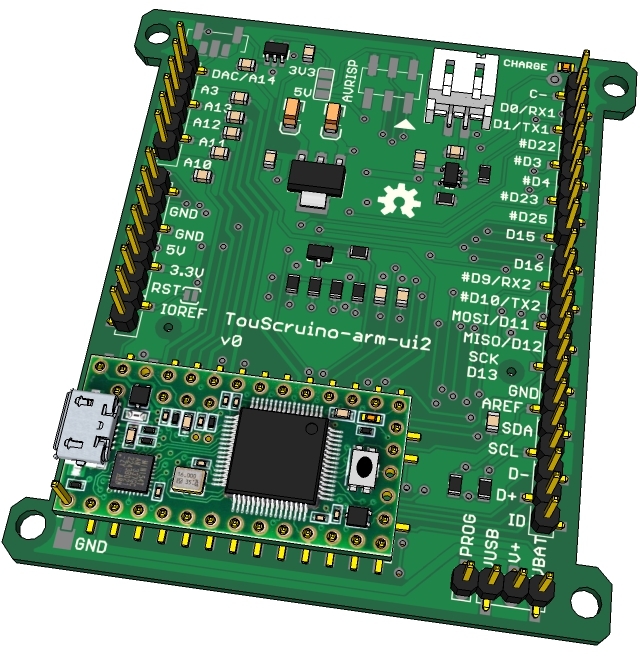 DAC/A14
A3
A13
A12
A11
A10
GND
GND
5V
3.3V
RST
IOREF
3V3
5V
AVRISP
CHARGE
C-
D0/RX1
D1/TX1
#D22
#D3
#D4
#D23
#D25
D15
D16
#D9/RX2
#D10/TX2
MOSI/D11
MISO/D12
SCK
D13
GND
AREF
SDA
SCL
D-
D+
ID
TouScruino-arm-ui2
v0
GND
PROG
USB
V+
VBAT